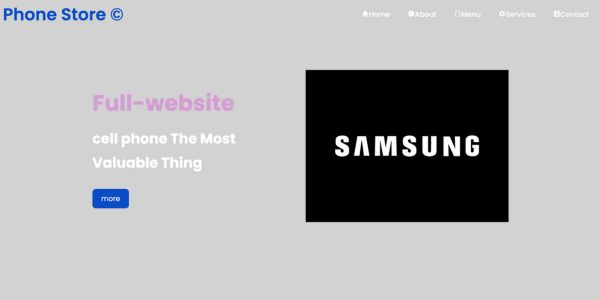 Phone Store ©
Home About Menu Services Contact
Full-website
cell phone The Most
Valuable Thing
more
SAMSUNG